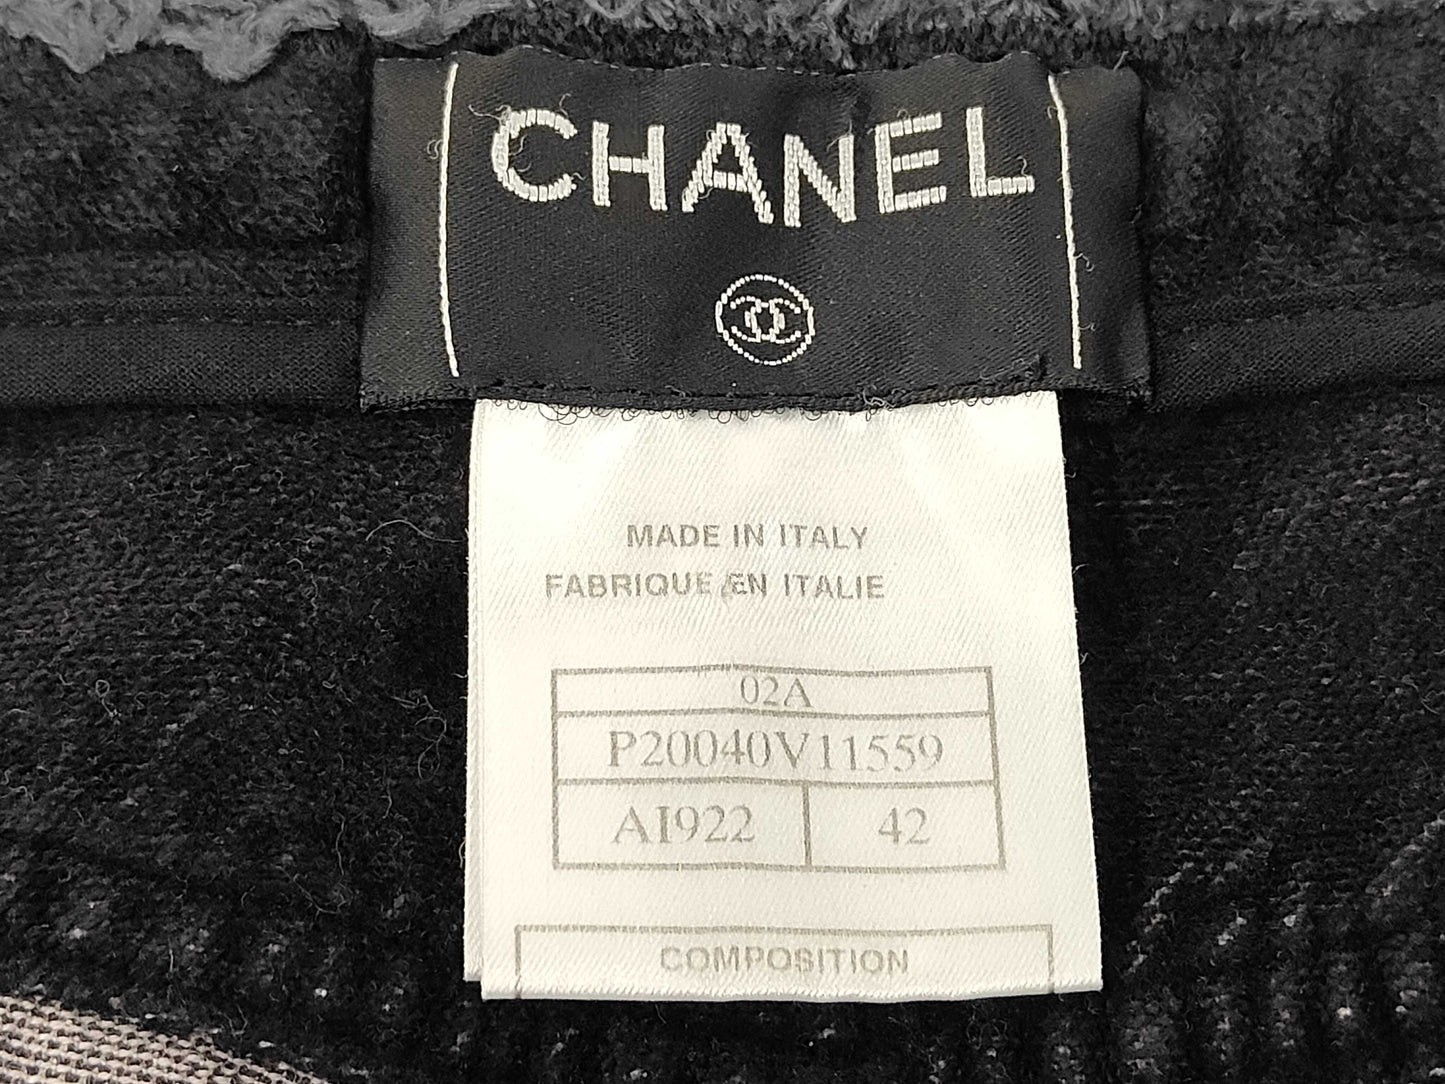 CHANEL
MADE IN ITALY
FABRIQUE EN ITALIE
02A
P20040V11559
AI922 42
COMPOSITION